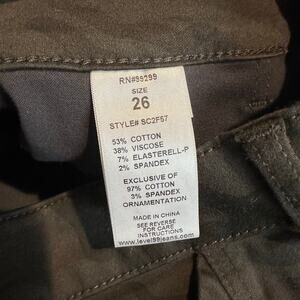 RN#99299
SIZE
26
STYLE# SC2F57
53% COTTON
38% VISCOSE
7% ELASTERELL-P
2% SPANDEX
EXCLUSIVE OF
97% COTTON
3% SPANDEX
ORNAMENTATION
MADE IN CHINA
SEE REVERSE
FOR CARE
INSTRUCTIONS
www.level99jeans.com